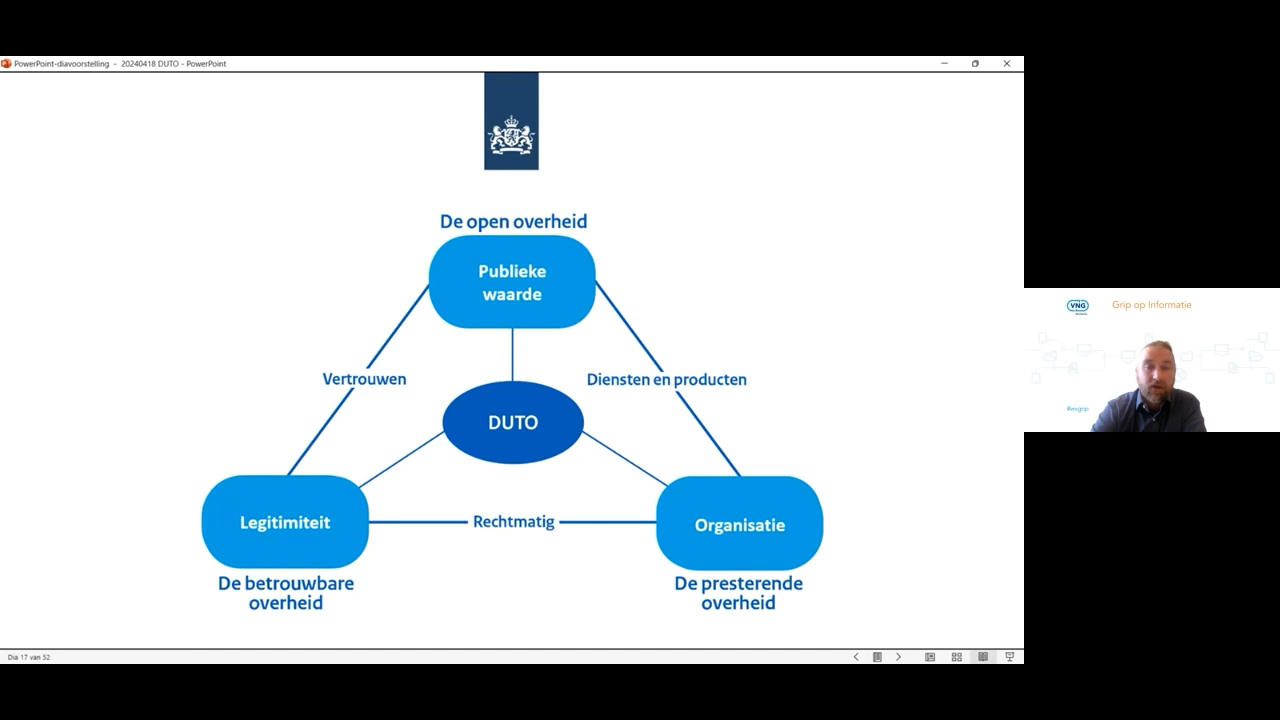 PowerPoint-diavoorstelling - 20240418 DUTO - PowerPoint
De open overheid
Publieke
waarde
Vertrouwen
Diensten en producten
DUTO
Legitimiteit
Rechtmatig
Organisatie
De betrouwbare
overheid
De presterende
overheid
Dia 17 van 52
VNG
Grip op Informatie
#vngrip